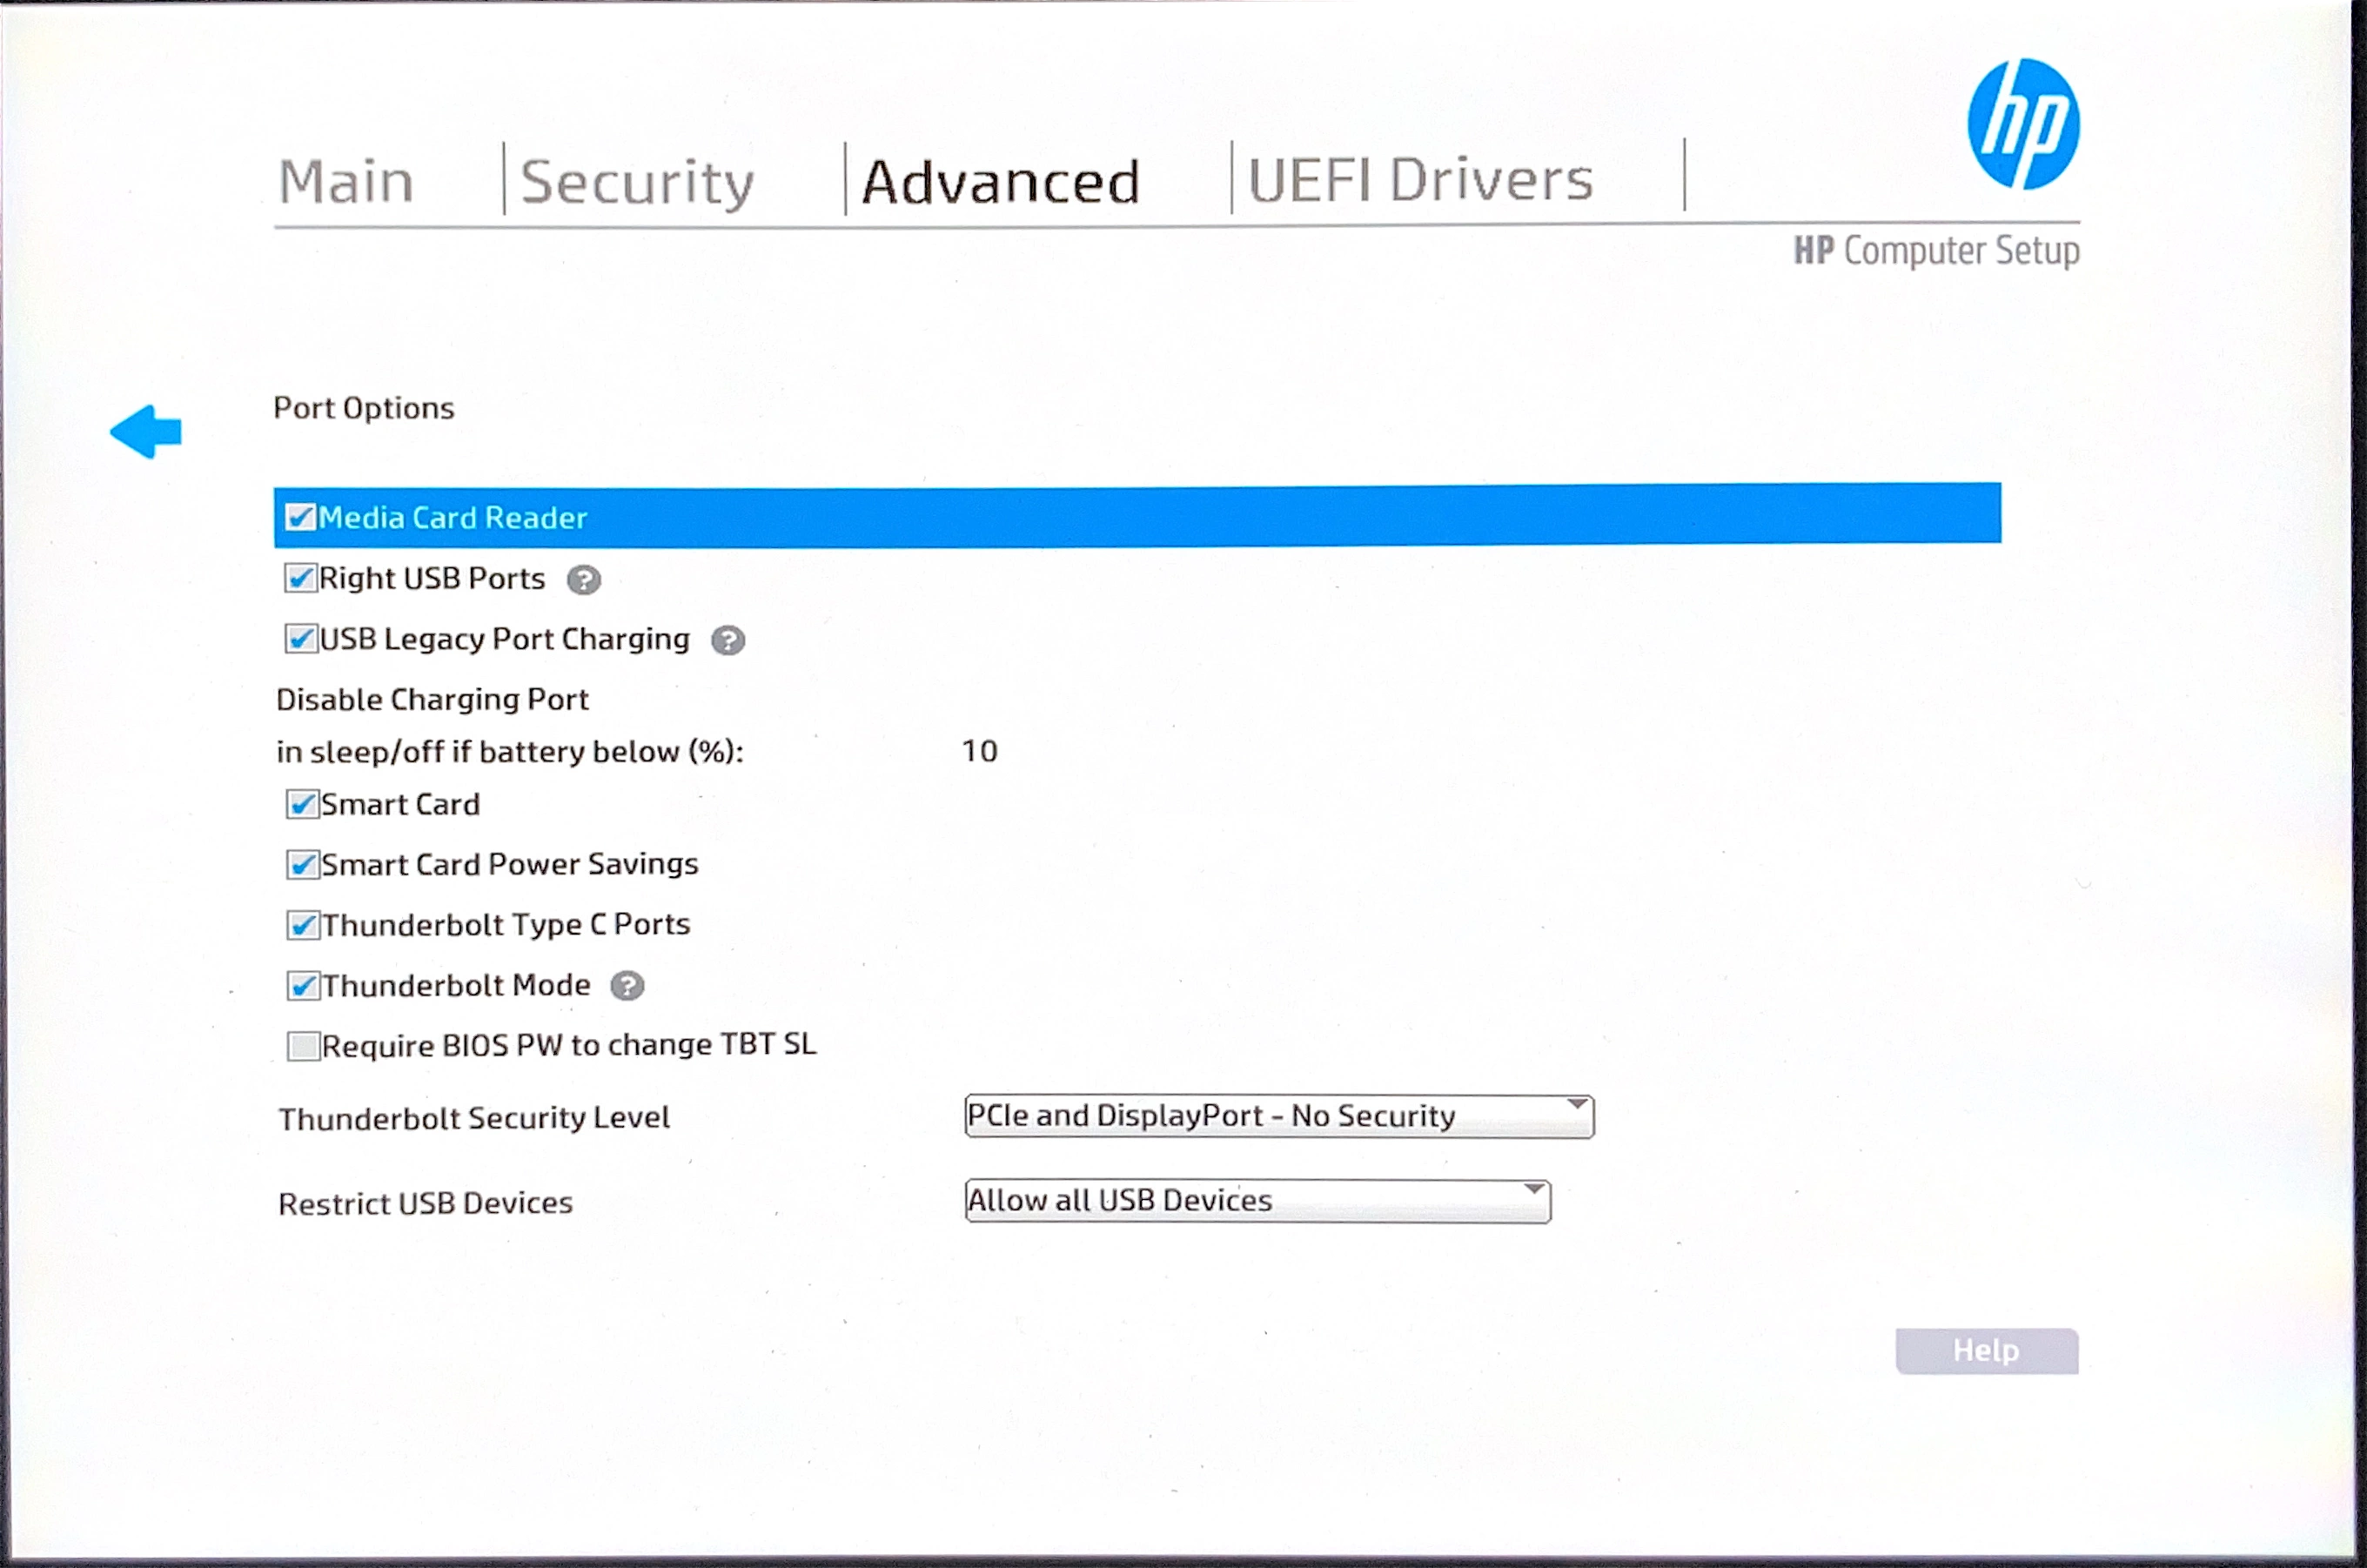 hp
Main
Security
Advanced
UEFI Drivers
HP Computer Setup
Port Options
Media Card Reader
Right USB Ports ?
USB Legacy Port Charging ?
Disable Charging Port
in sleep/off if battery below (%): 10
Smart Card
Smart Card Power Savings
Thunderbolt Type C Ports
Thunderbolt Mode ?
Require BIOS PW to change TBT SL
Thunderbolt Security Level PCIe and DisplayPort - No Security
Restrict USB Devices Allow all USB Devices
Help